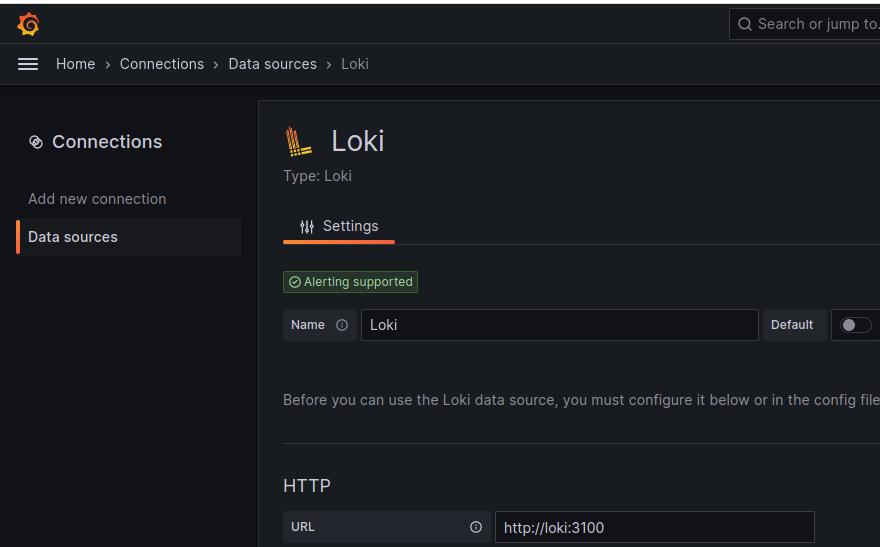 Search or jump to.
Home › Connections › Data sources › Loki
Connections
Add new connection
Data sources
Loki
Type: Loki
Settings
Alerting supported
Name Loki Default
Before you can use the Loki data source, you must configure it below or in the config file
HTTP
URL http://loki:3100